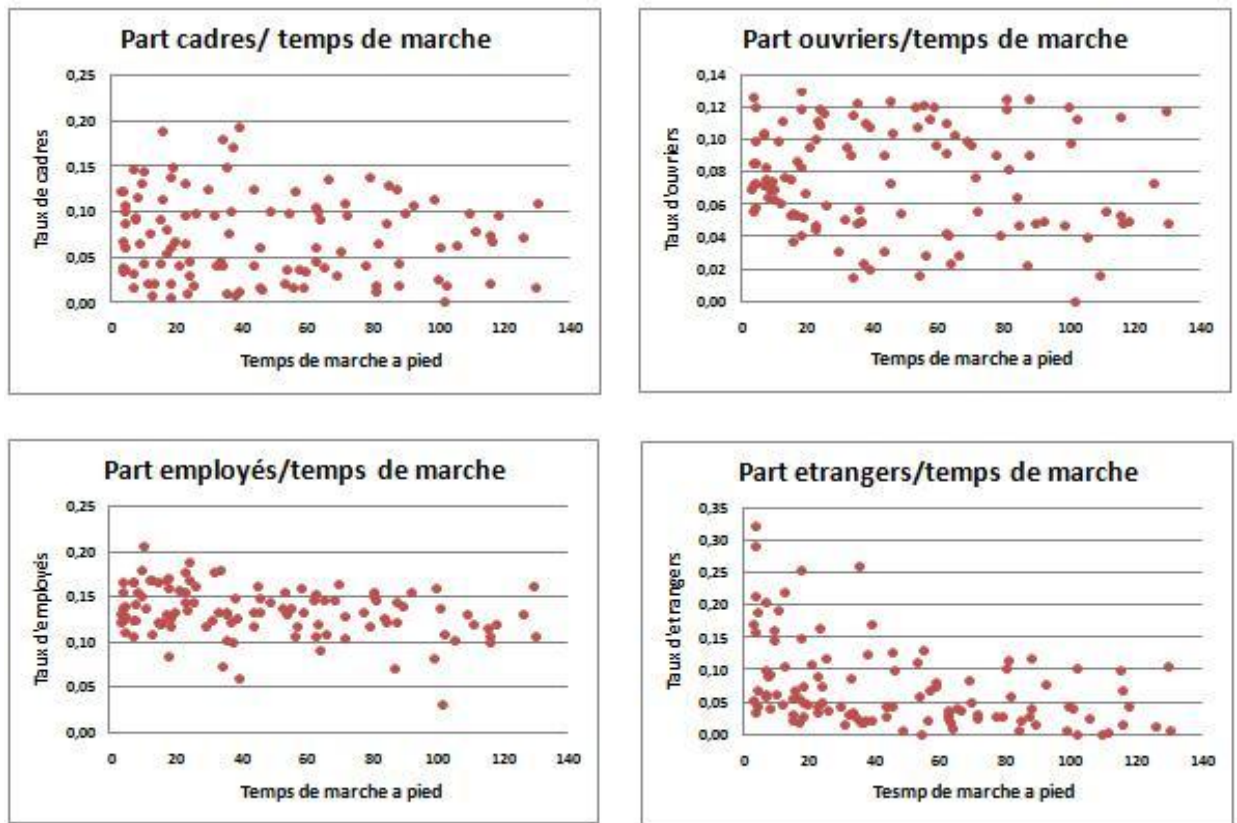 Part cadres/ temps de marche
Taux de cadres
0,25
0,20
0,15
0,10
0,05
0,00
0 20 40 60 80 100 120 140
Temps de marche a pied
Part ouvriers/temps de marche
Taux d'ouvriers
0,14
0,12
0,10
0,08
0,06
0,04
0,02
0,00
0 20 40 60 80 100 120 140
Temps de marche a pied
Part employés/temps de marche
Taux d'employés
0,25
0,20
0,15
0,10
0,05
0,00
0 20 40 60 80 100 120 140
Temps de marche a pied
Part etrangers/temps de marche
Taux d'etrangers
0,35
0,30
0,25
0,20
0,15
0,10
0,05
0,00
0 20 40 60 80 100 120 140
Tesmp de marche a pied